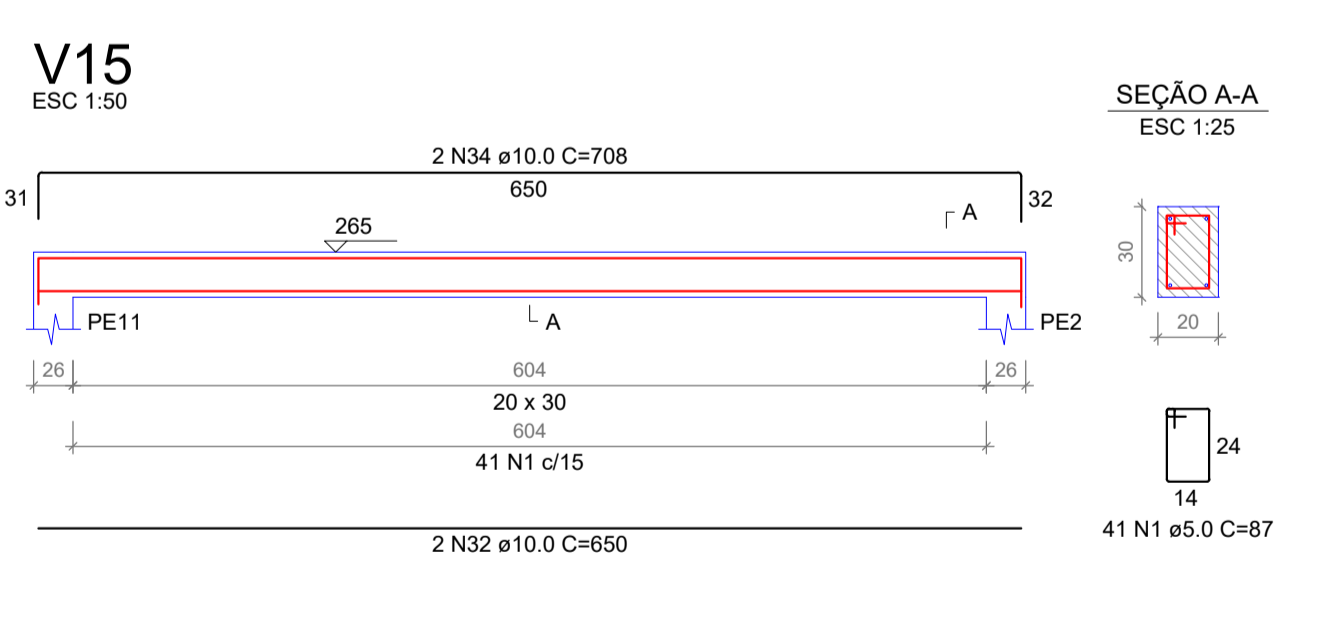 V15
ESC 1:50
SEÇÃO A-A
ESC 1:25
2 N34 ø10.0 C=708
31
650
32
A
265
30
A
PE11
PE2
20
26
604
26
20 x 30
604
41 N1 c/15
24
14
41 N1 ø5.0 C=87
2 N32 ø10.0 C=650